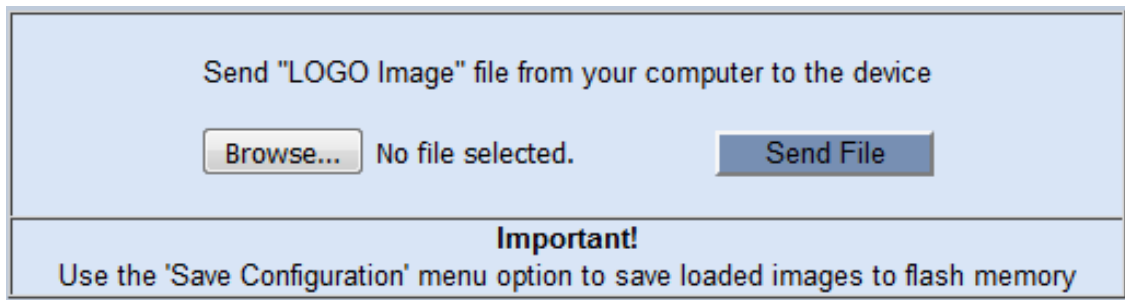 Send "LOGO Image" file from your computer to the device
Browse... No file selected. Send File
Important!
Use the 'Save Configuration' menu option to save loaded images to flash memory